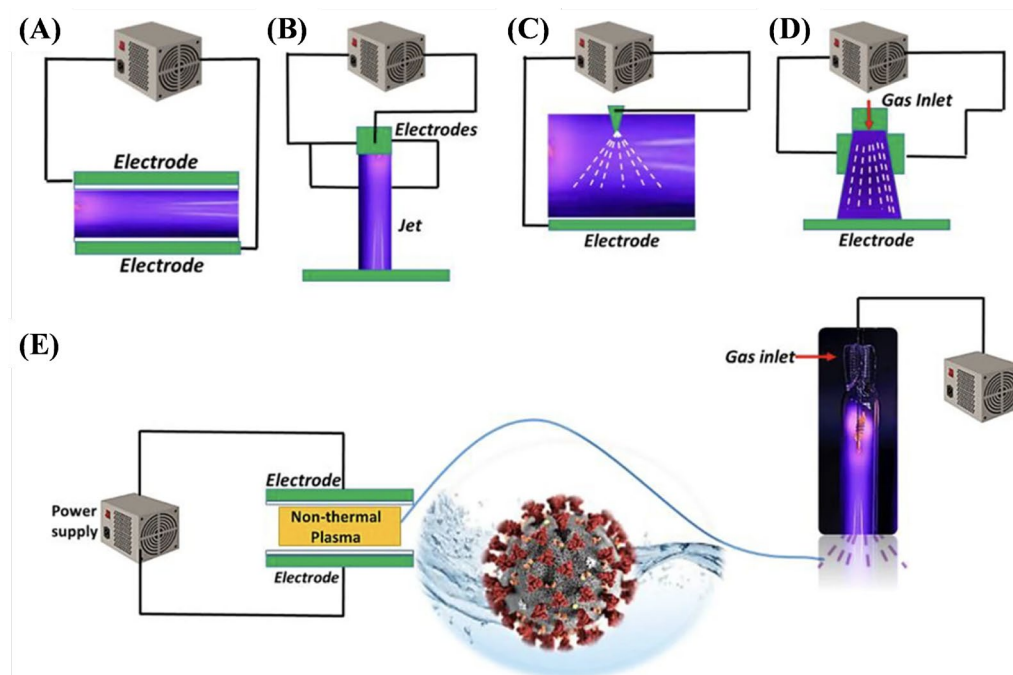 (A)
(B)
(C)
(D)
Electrode
Electrode
Electrodes
Jet
Electrode
Gas Inlet
Electrode
(E)
Gas inlet
Power
supply
Electrode
Non-thermal
Plasma
Electrode